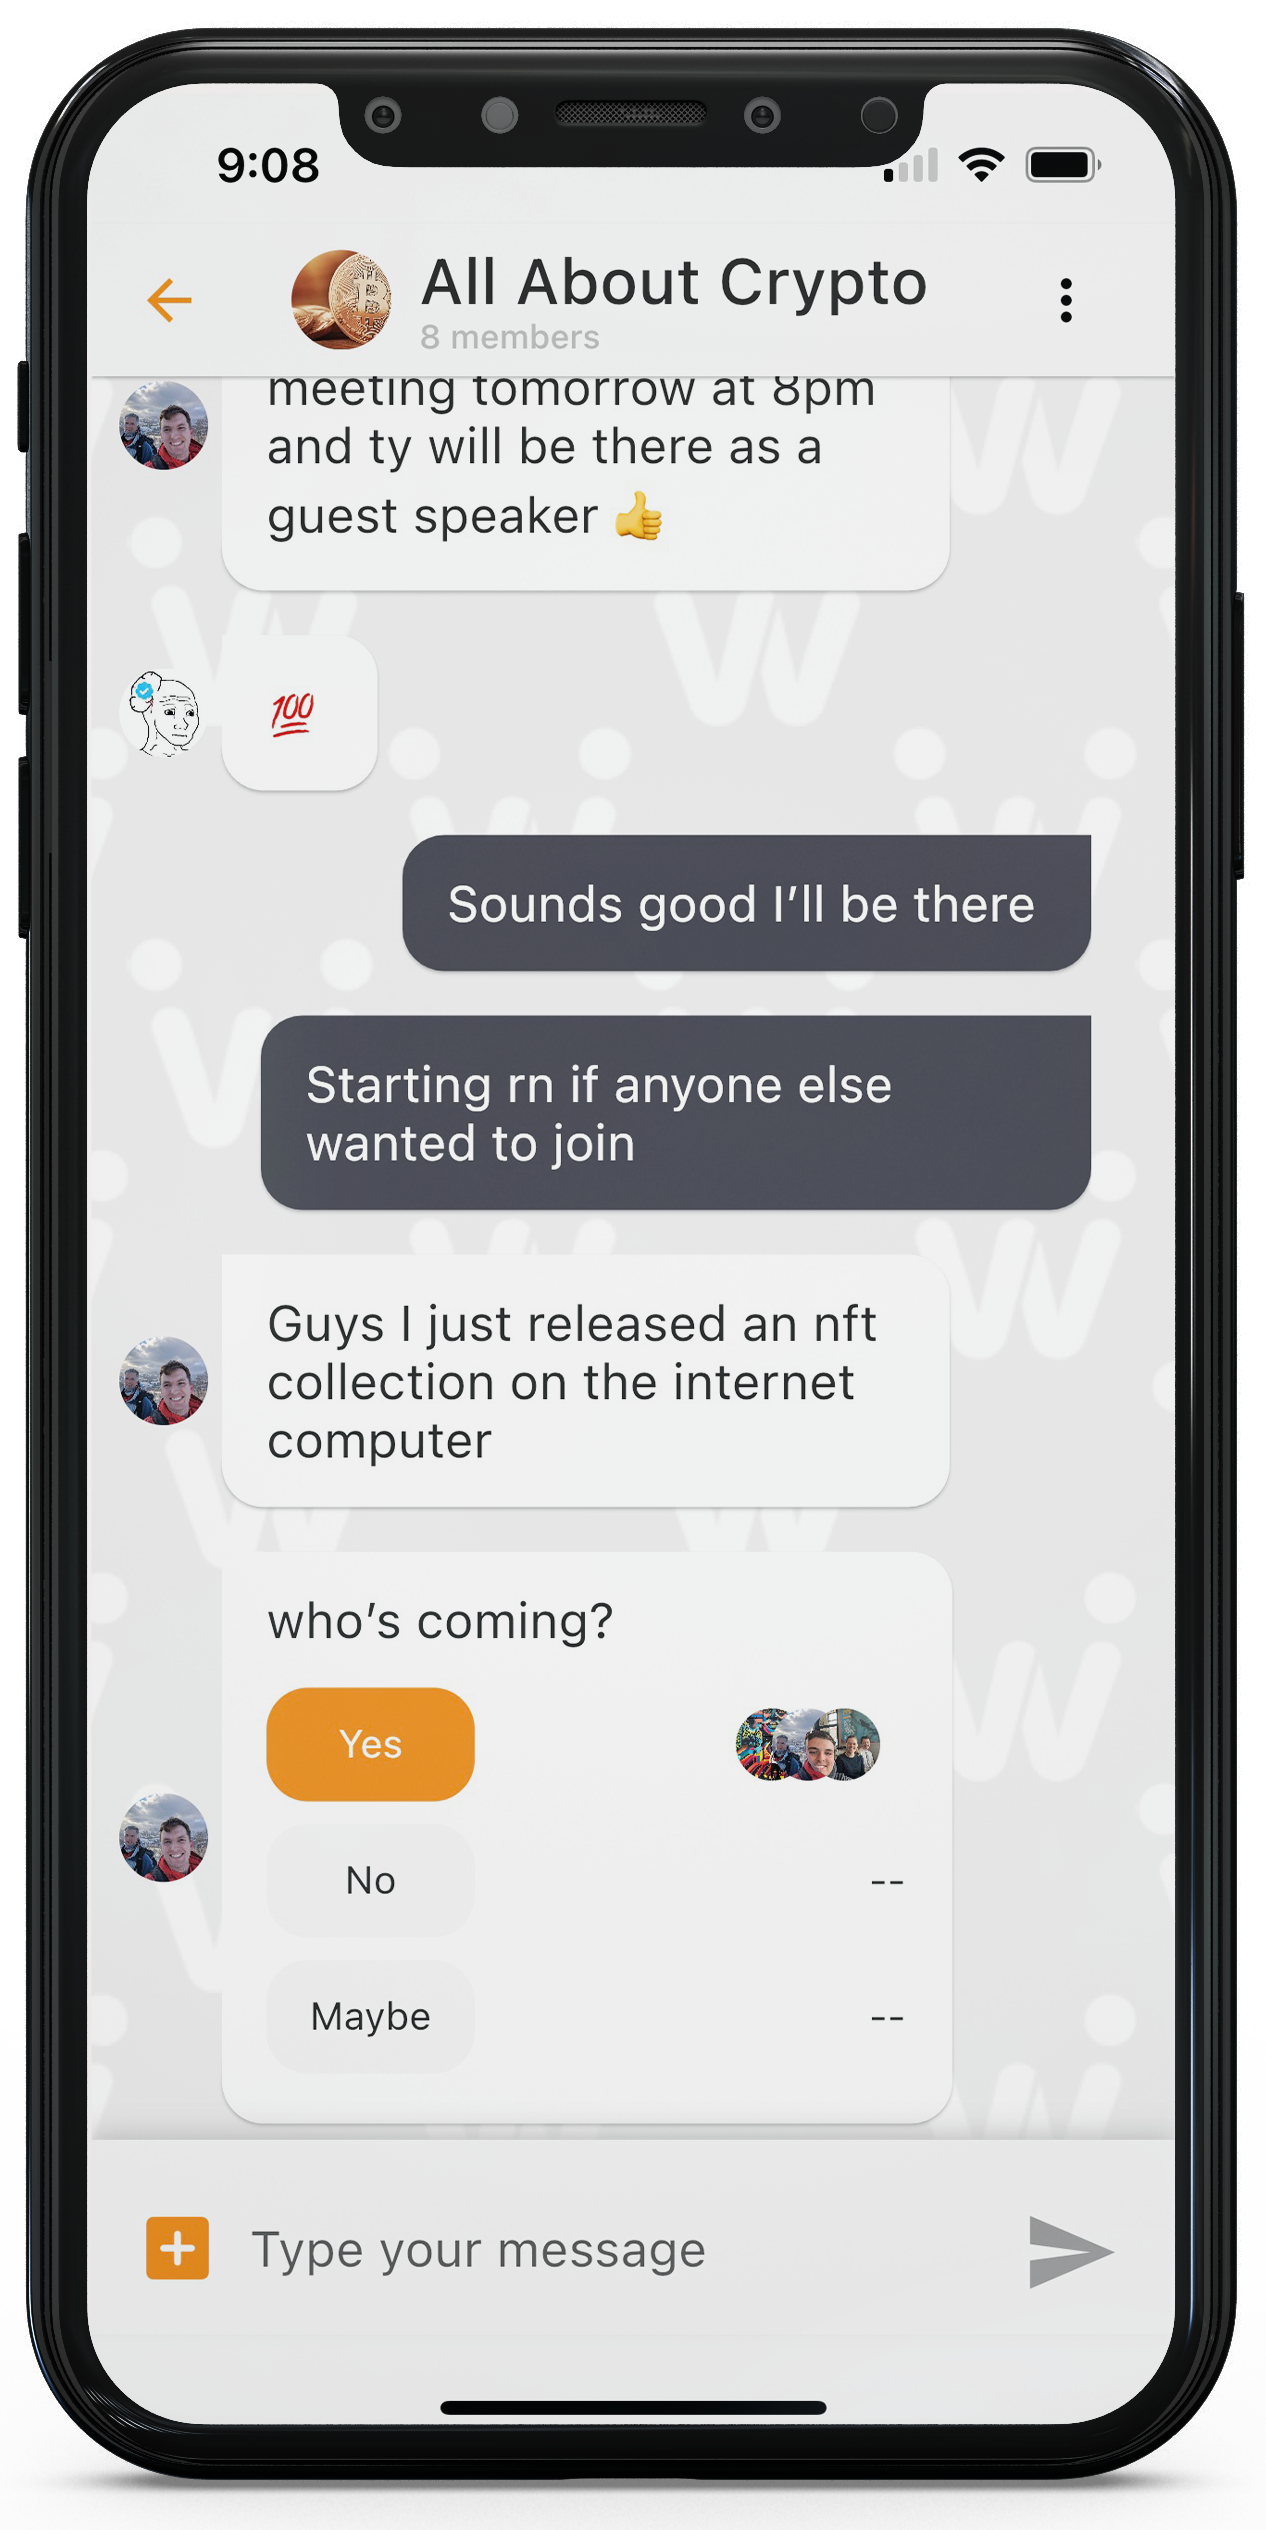 9:08
All About Crypto
8 members
meeting tomorrow at 8pm
and ty will be there as a
guest speaker 👍
💯
Sounds good I’ll be there
Starting rn if anyone else
wanted to join
Guys I just released an nft
collection on the internet
computer
who’s coming?
Yes
No --
Maybe --
Type your message